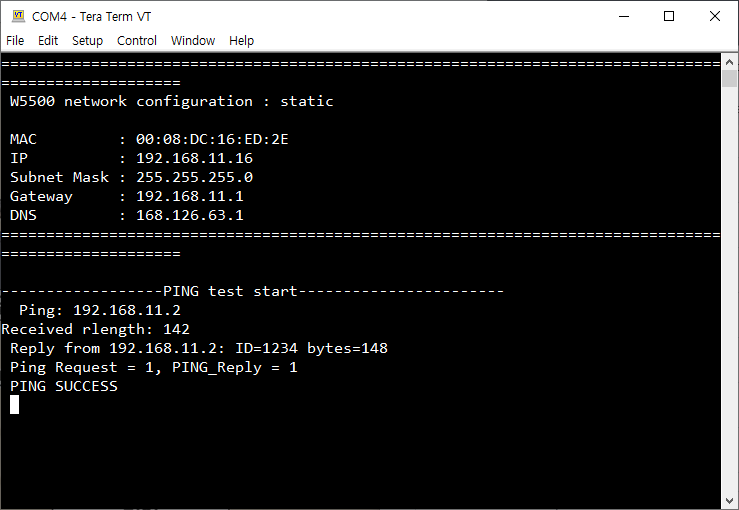 COM4 - Tera Term VT
File Edit Setup Control Window Help
================================================================================
====================
W5500 network configuration : static
MAC : 00:08:DC:16:ED:2E
IP : 192.168.11.16
Subnet Mask : 255.255.255.0
Gateway : 192.168.11.1
DNS : 168.126.63.1
================================================================================
====================
------------------PING test start-----------------------
Ping: 192.168.11.2
Received rlength: 142
Reply from 192.168.11.2: ID=1234 bytes=148
Ping Request = 1, PING_Reply = 1
PING SUCCESS